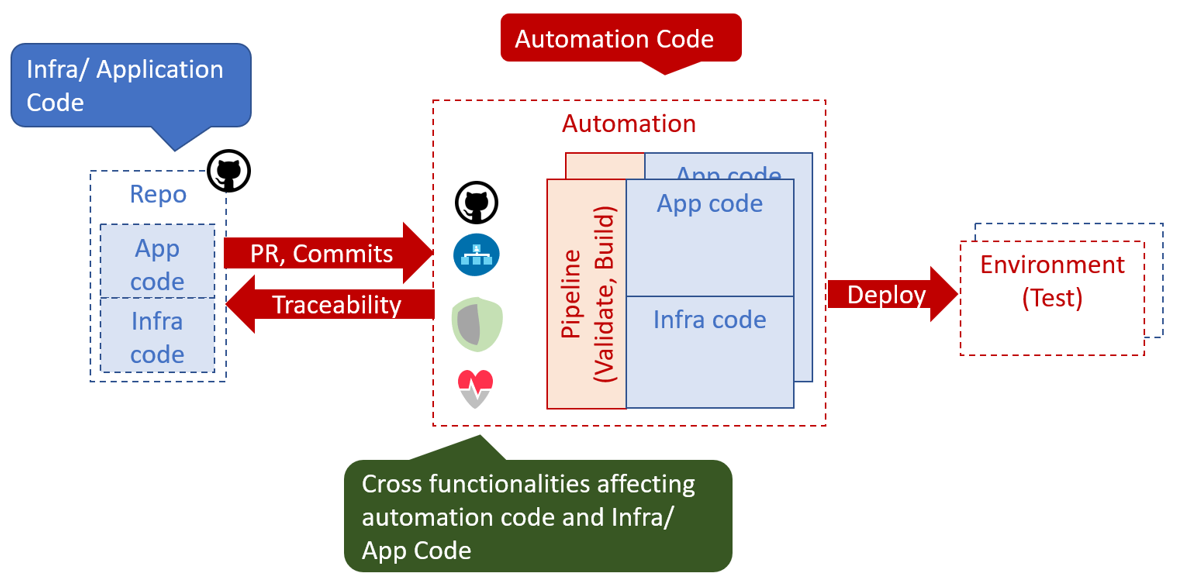 Automation Code
Infra/ Application
Code
Automation
Repo
App
code
Infra
code
PR, Commits
Traceability
Pipeline
(Validate, Build)
App code
App code
Infra code
Deploy
Environment
(Test)
Cross functionalities affecting
automation code and Infra/
App Code